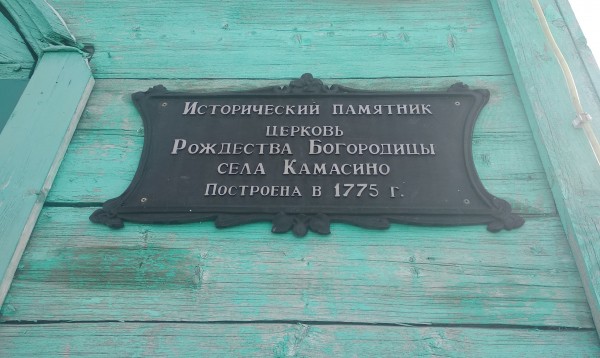 Исторический памятник
церковь
Рождества Богородицы
села Камасино
Построена в 1775 г.